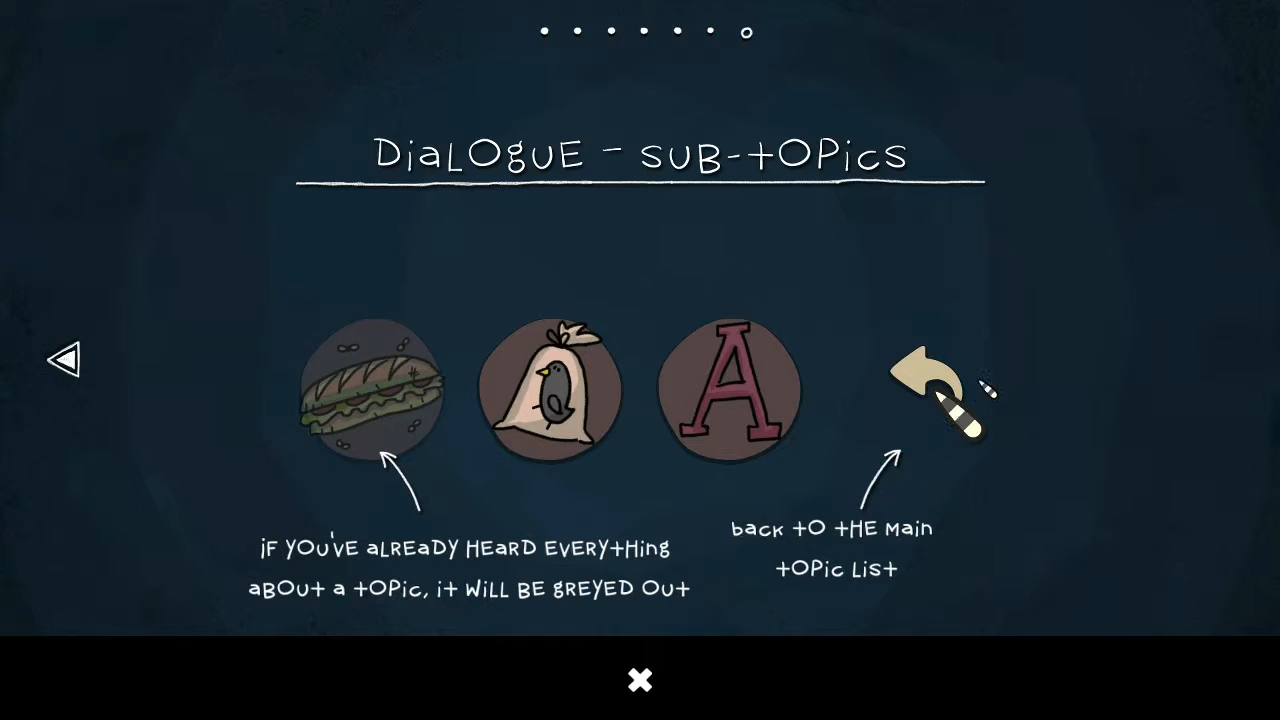 DiaLOgUE - SUB-tOPics
A
iF YOU'VE aLREaDY HEARD EVERYtHing
aBOUt a tOPic, it WiLL BE gREYED OUt
back tO tHE Main
tOPic List